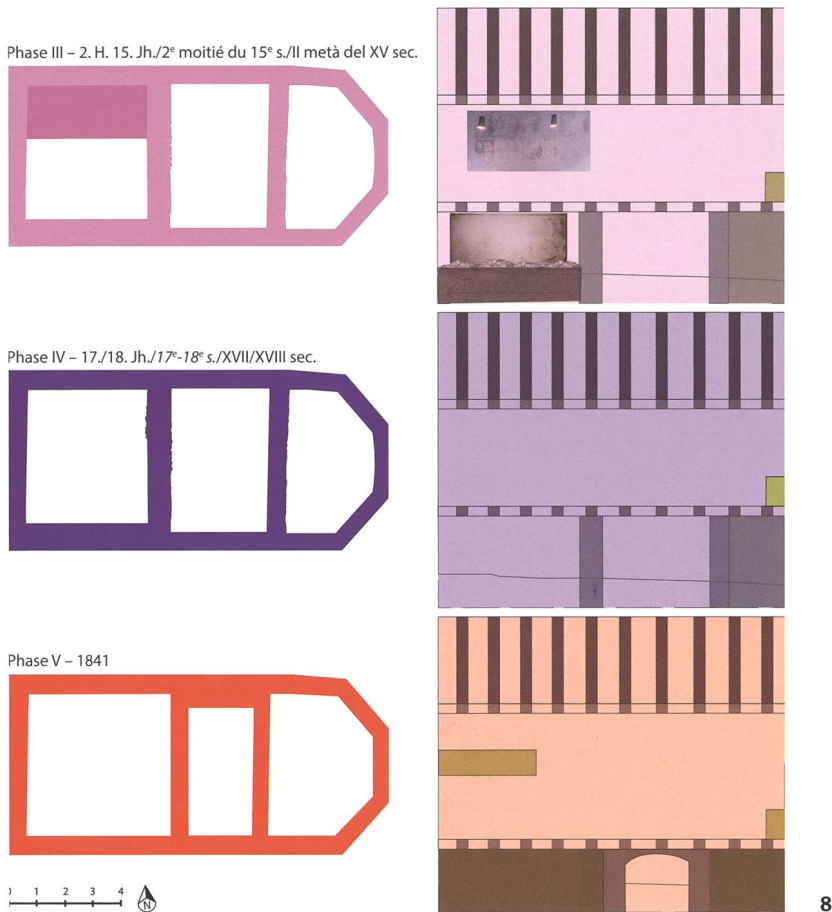 Phase III – 2. H. 15. Jh./2e moitié du 15e s./II metà del XV sec.
Phase IV – 17./18. Jh./17e-18e s./XVII/XVIII sec.
Phase V – 1841
1 2 3 4
N
8